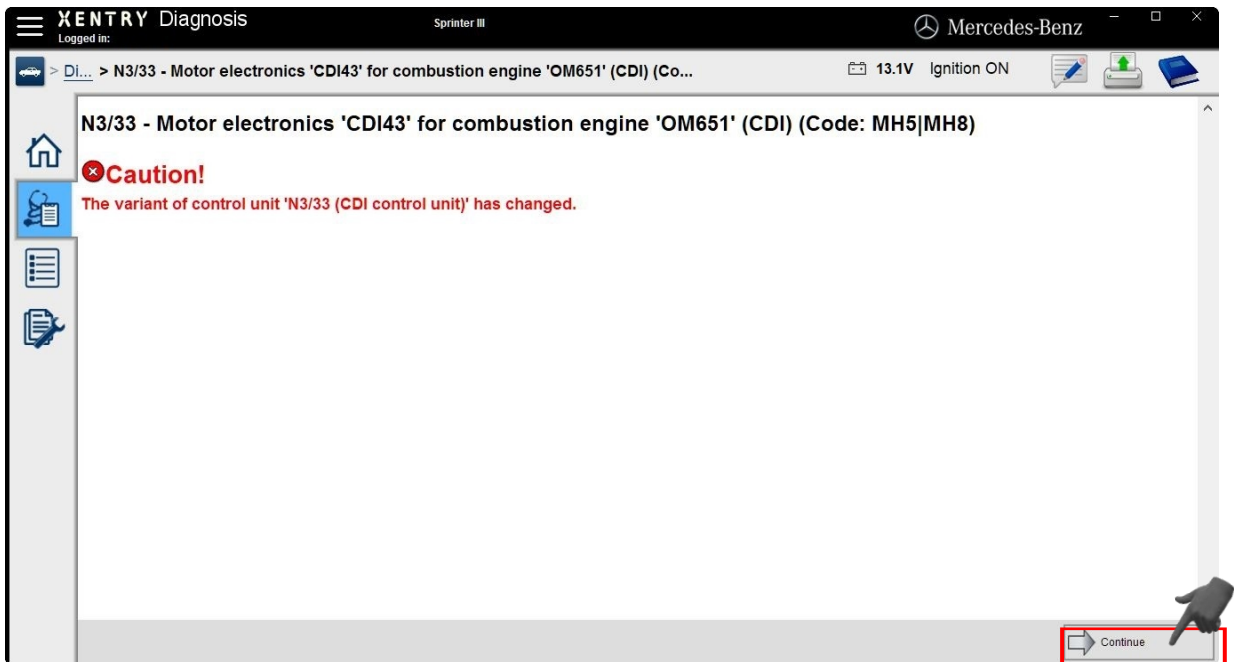 XENTRY Diagnosis
Logged in:
Sprinter III
Mercedes-Benz
> Di... > N3/33 - Motor electronics 'CDI43' for combustion engine 'OM651' (CDI) (Co...
13.1V Ignition ON
N3/33 - Motor electronics 'CDI43' for combustion engine 'OM651' (CDI) (Code: MH5|MH8)
Caution!
The variant of control unit 'N3/33 (CDI control unit)' has changed.
Continue